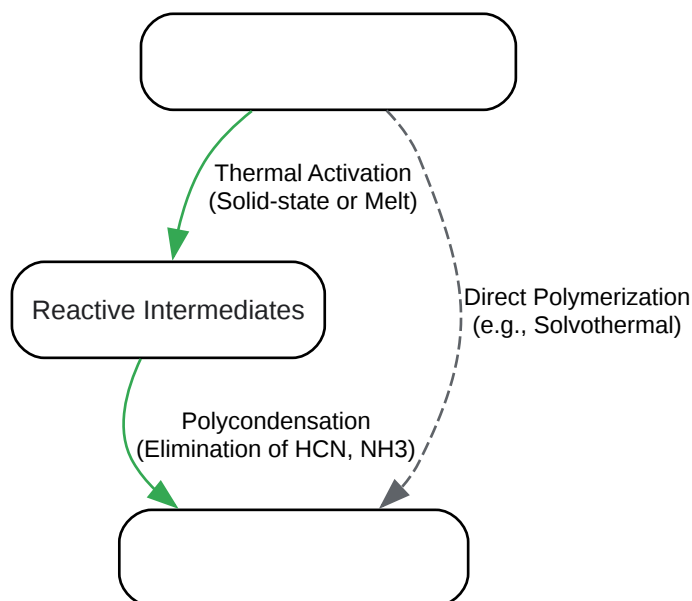 Thermal Activation
(Solid-state or Melt)
Reactive Intermediates
Direct Polymerization
(e.g., Solvothermal)
Polycondensation
(Elimination of HCN, NH3)